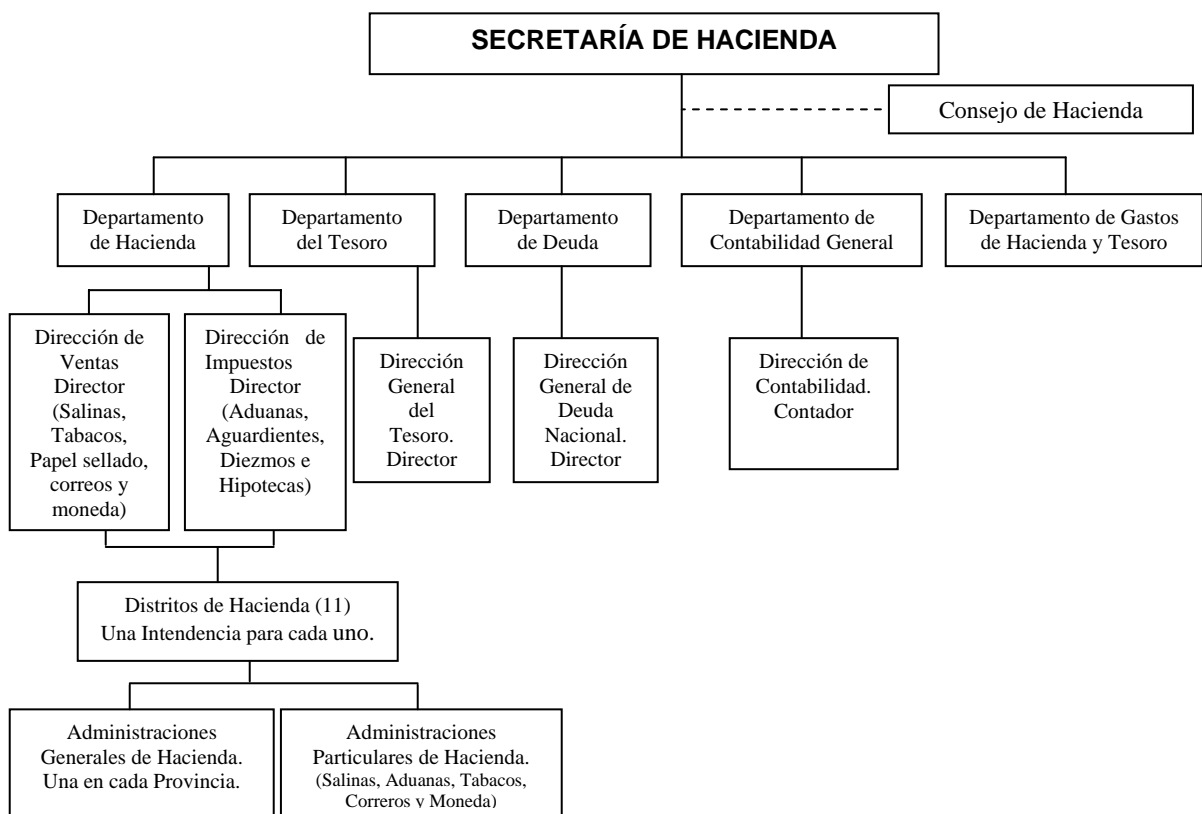 SECRETARÍA DE HACIENDA
Consejo de Hacienda
Departamento
de Hacienda
Departamento
del Tesoro
Departamento
de Deuda
Departamento de
Contabilidad General
Departamento de Gastos
de Hacienda y Tesoro
Dirección de
Ventas
Director
(Salinas,
Tabacos,
Papel sellado,
correos y
moneda)
Dirección de
Impuestos
Director
(Aduanas,
Aguardientes,
Diezmos e
Hipotecas)
Dirección
General
del
Tesoro.
Director
Dirección
General de
Deuda
Nacional.
Director
Dirección de
Contabilidad.
Contador
Distritos de Hacienda (11)
Una Intendencia para cada uno.
Administraciones
Generales de Hacienda.
Una en cada Provincia.
Administraciones
Particulares de Hacienda.
(Salinas, Aduanas, Tabacos,
Correros y Moneda)